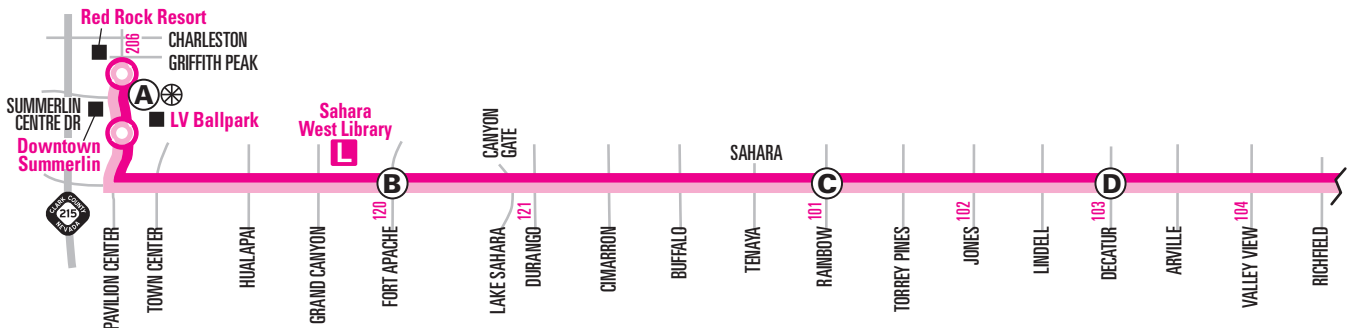 Red Rock Resort
206
CHARLESTON
GRIFFITH PEAK
A
SUMMERLIN
CENTRE DR
LV Ballpark
Downtown
Summerlin
Sahara
West Library
L
CANYON
GATE
SAHARA
B
C
D
CLARK COUNTY
215
NEVADA
120
121
101
102
103
104
PAVILION CENTER
TOWN CENTER
HUALAPAI
GRAND CANYON
FORT APACHE
LAKE SAHARA
DURANGO
CIMARRON
BUFFALO
TENAYA
RAINBOW
TORREY PINES
JONES
LINDELL
DECATUR
ARVILLE
VALLEY VIEW
RICHFIELD